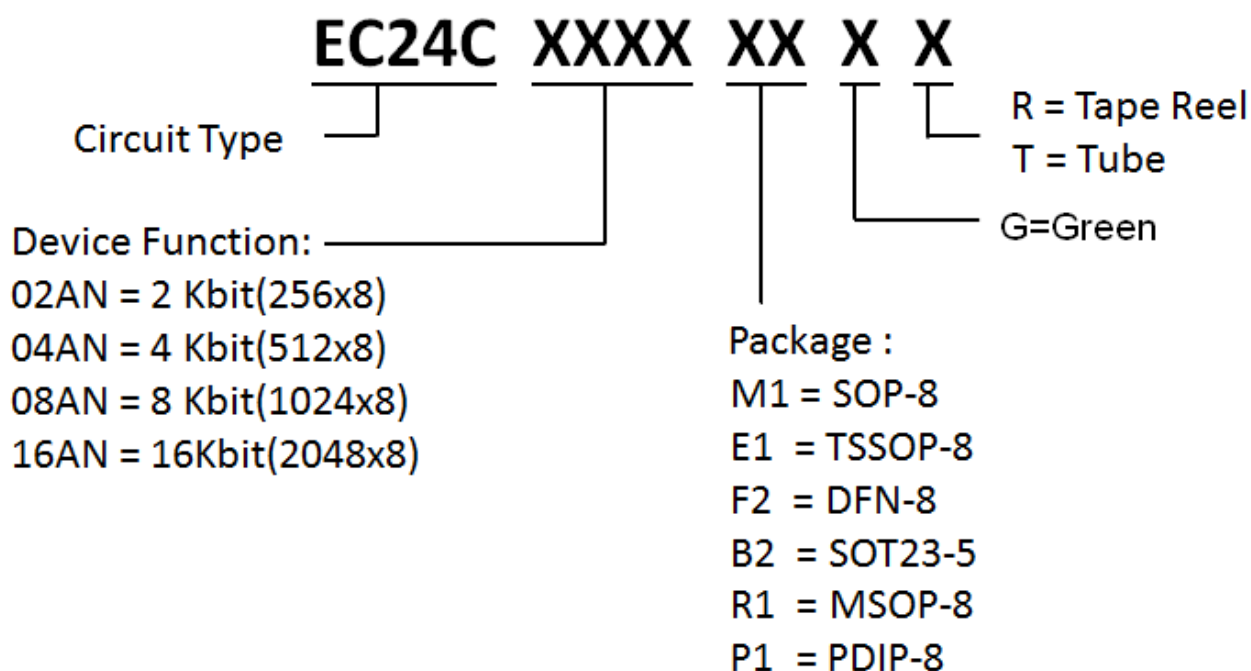 EC24C XXXX XX X X
Circuit Type
R = Tape Reel
T = Tube
G=Green
Device Function:
02AN = 2 Kbit(256x8)
04AN = 4 Kbit(512x8)
08AN = 8 Kbit(1024x8)
16AN = 16Kbit(2048x8)
Package :
M1 = SOP-8
E1 = TSSOP-8
F2 = DFN-8
B2 = SOT23-5
R1 = MSOP-8
P1 = PDIP-8